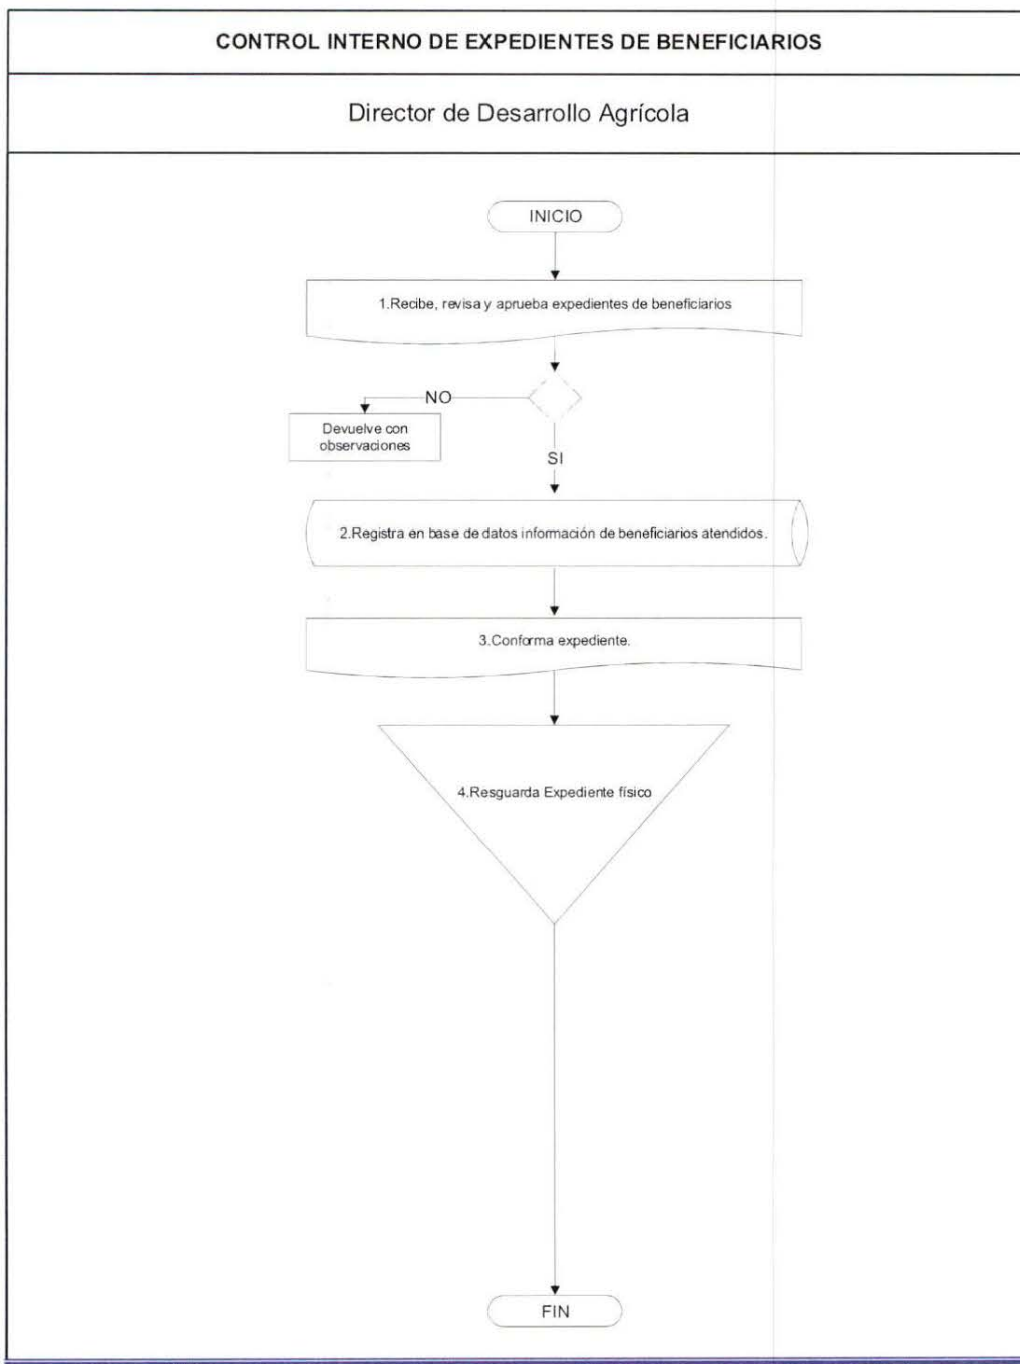 CONTROL INTERNO DE EXPEDIENTES DE BENEFICIARIOS
Director de Desarrollo Agrícola
INICIO
1.Recibe, revisa y aprueba expedientes de beneficiarios
NO
Devuelve con
observaciones
SI
2.Registra en base de datos información de beneficiarios atendidos.
3.Conforma expediente.
4.Resguarda Expediente físico
FIN